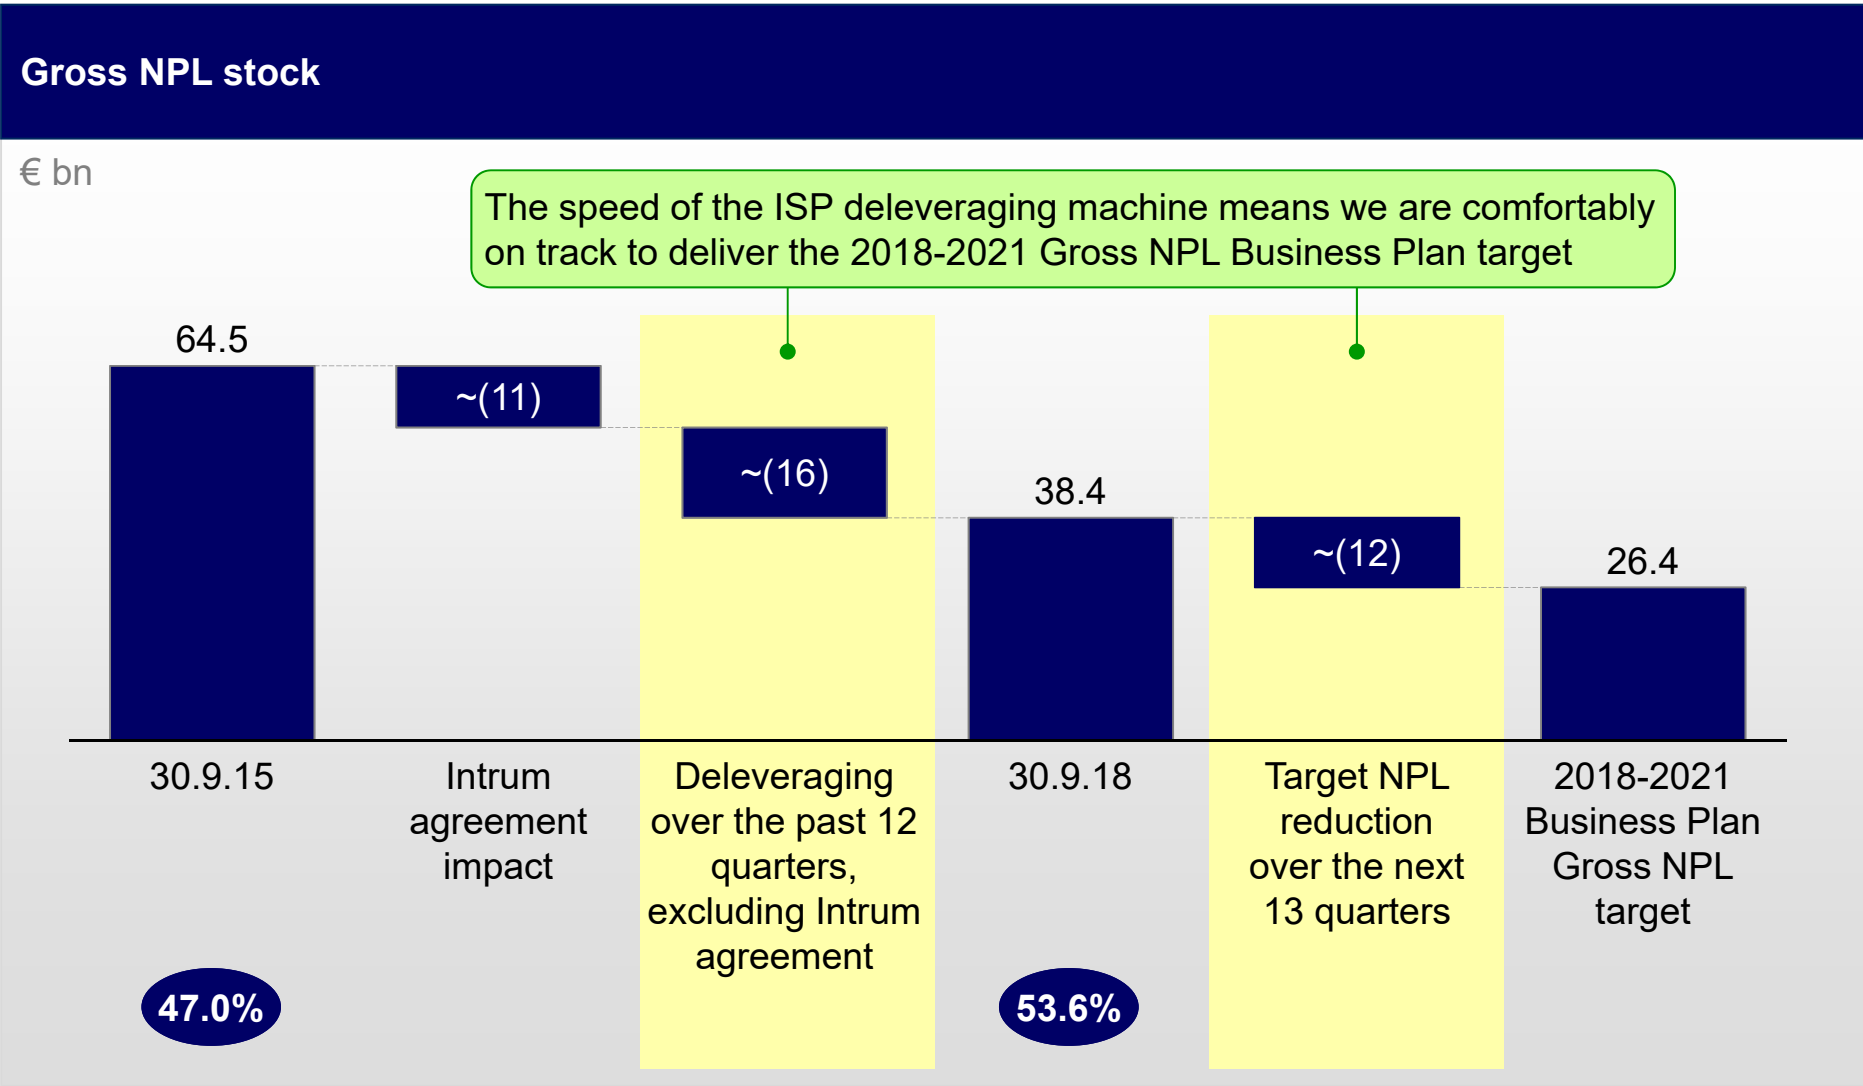 Gross NPL stock
€ bn
The speed of the ISP deleveraging machine means we are comfortably
on track to deliver the 2018-2021 Gross NPL Business Plan target
64.5
~(11)
~(16)
38.4
~(12)
26.4
30.9.15
Intrum
agreement
impact
Deleveraging
over the past 12
quarters,
excluding Intrum
agreement
30.9.18
Target NPL
reduction
over the next
13 quarters
2018-2021
Business Plan
Gross NPL
target
47.0%
53.6%